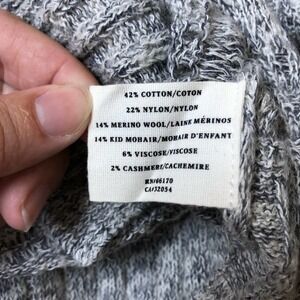 42% COTTON/COTON
22% NYLON/NYLON
14% MERINO WOOL/LAINE MÉRINOS
14% KID MOHAIR/MOHAIR D'ENFANT
6% VISCOSE/VISCOSE
2% CASHMERE/CACHEMIRE
RN#66170
CA#32054